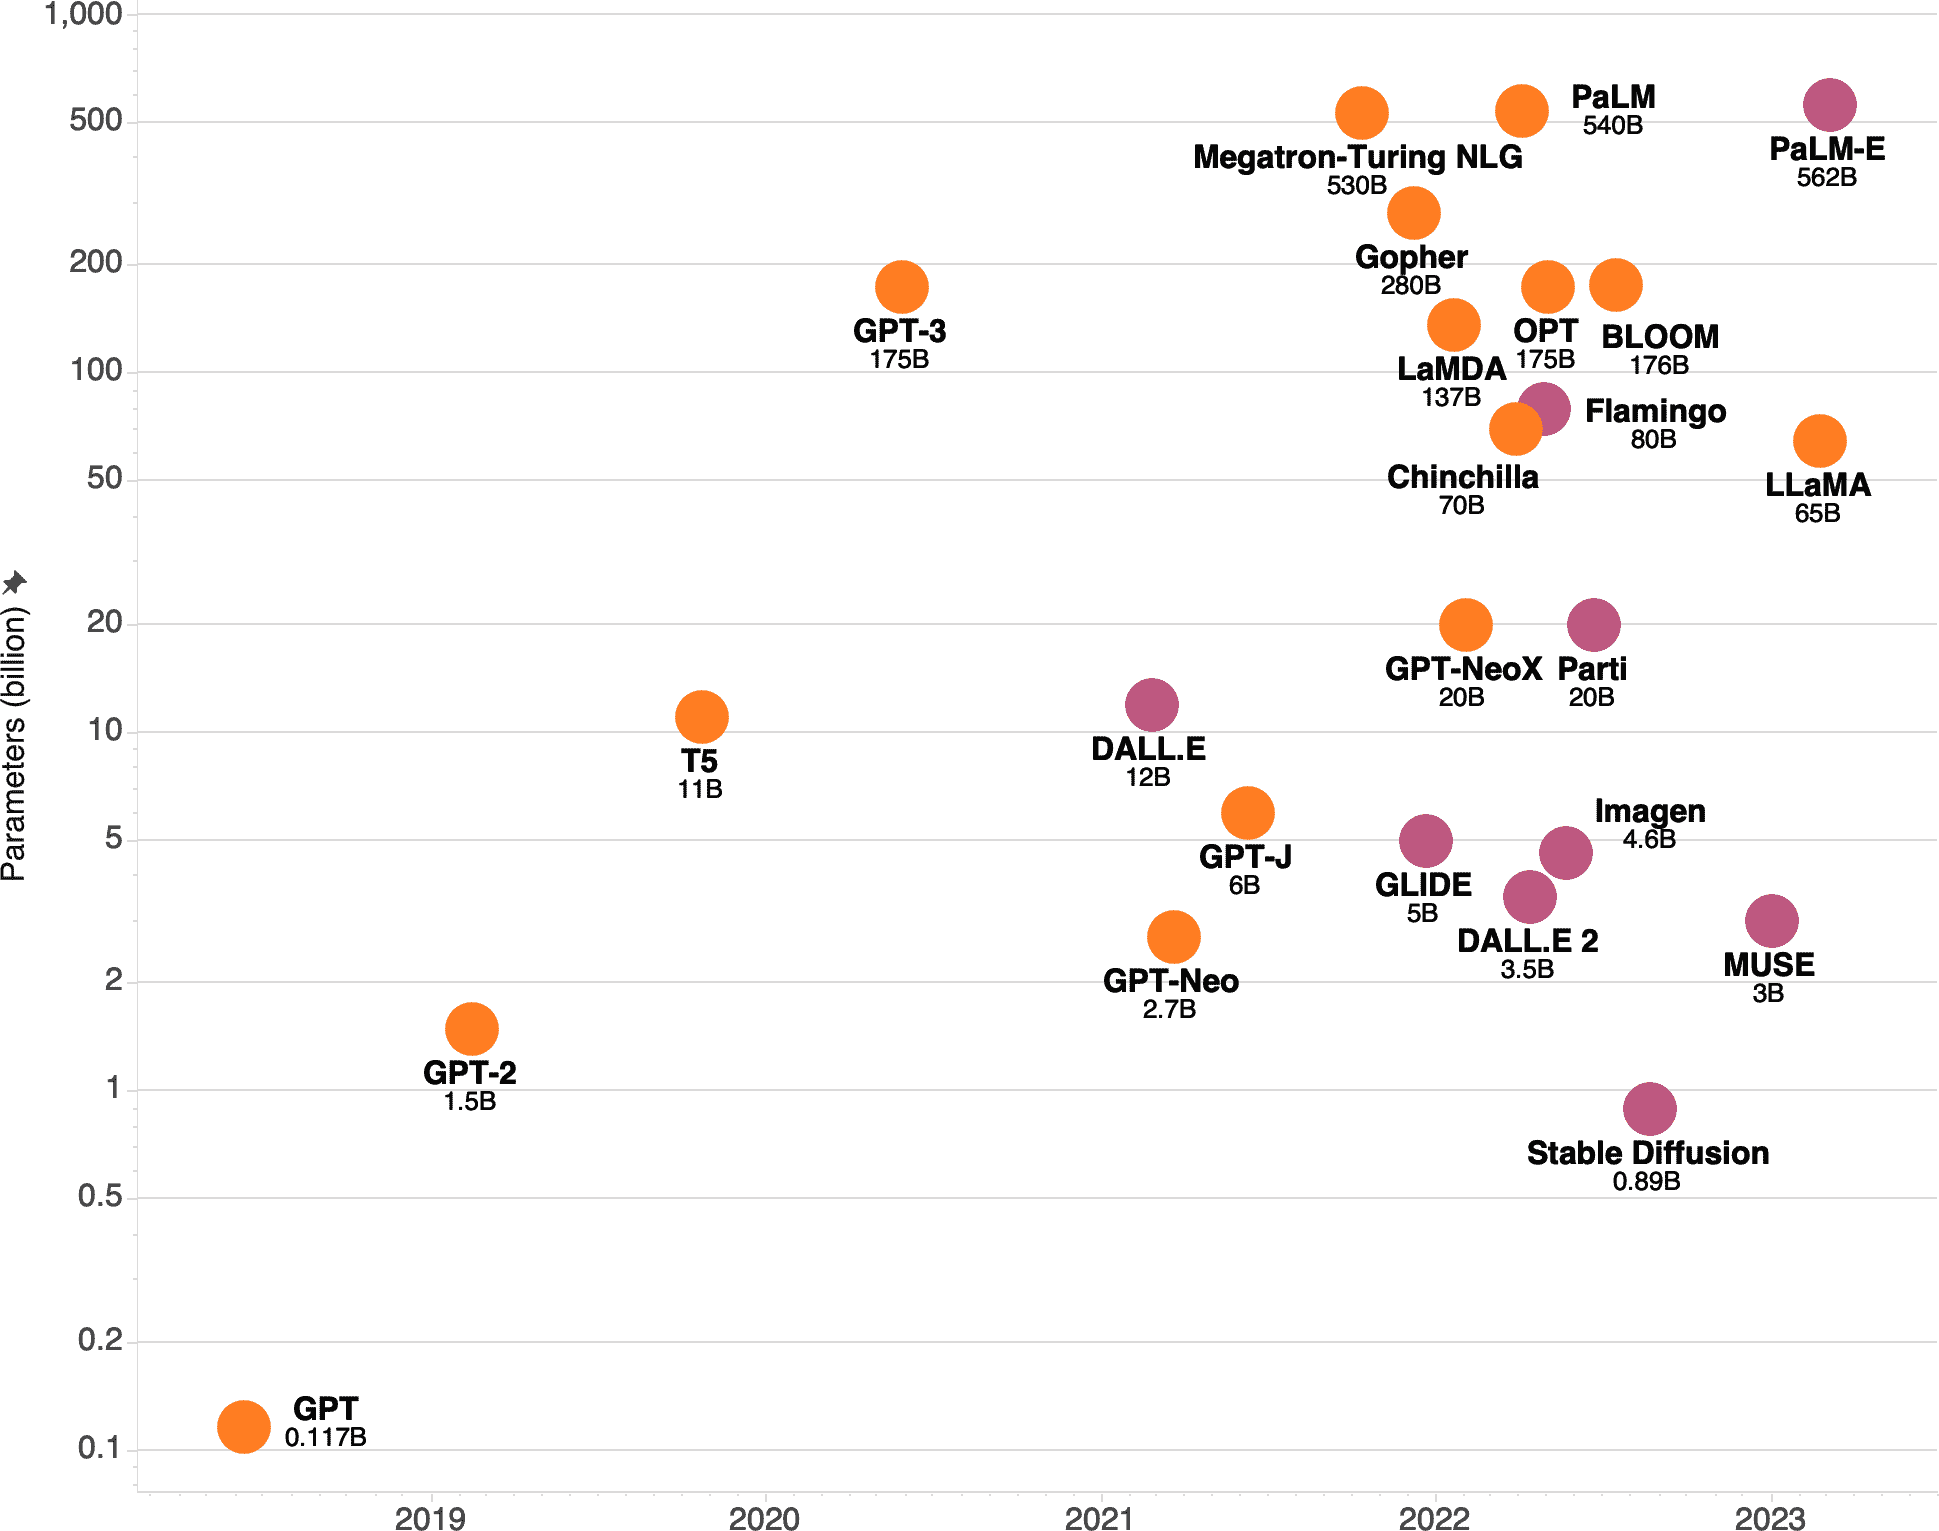 1,000
500
200
100
50
20
10
5
2
1
0.5
0.2
0.1
Parameters (billion)
PaLM
540B
PaLM-E
562B
Megatron-Turing NLG
530B
Gopher
280B
GPT-3
175B
OPT
175B
BLOOM
176B
LaMDA
137B
Flamingo
80B
Chinchilla
70B
LLaMA
65B
GPT-NeoX
20B
Parti
20B
DALL.E
12B
T5
11B
Imagen
4.6B
GPT-J
6B
GLIDE
5B
DALL.E 2
3.5B
MUSE
3B
GPT-Neo
2.7B
GPT-2
1.5B
Stable Diffusion
0.89B
GPT
0.117B
2019
2020
2021
2022
2023